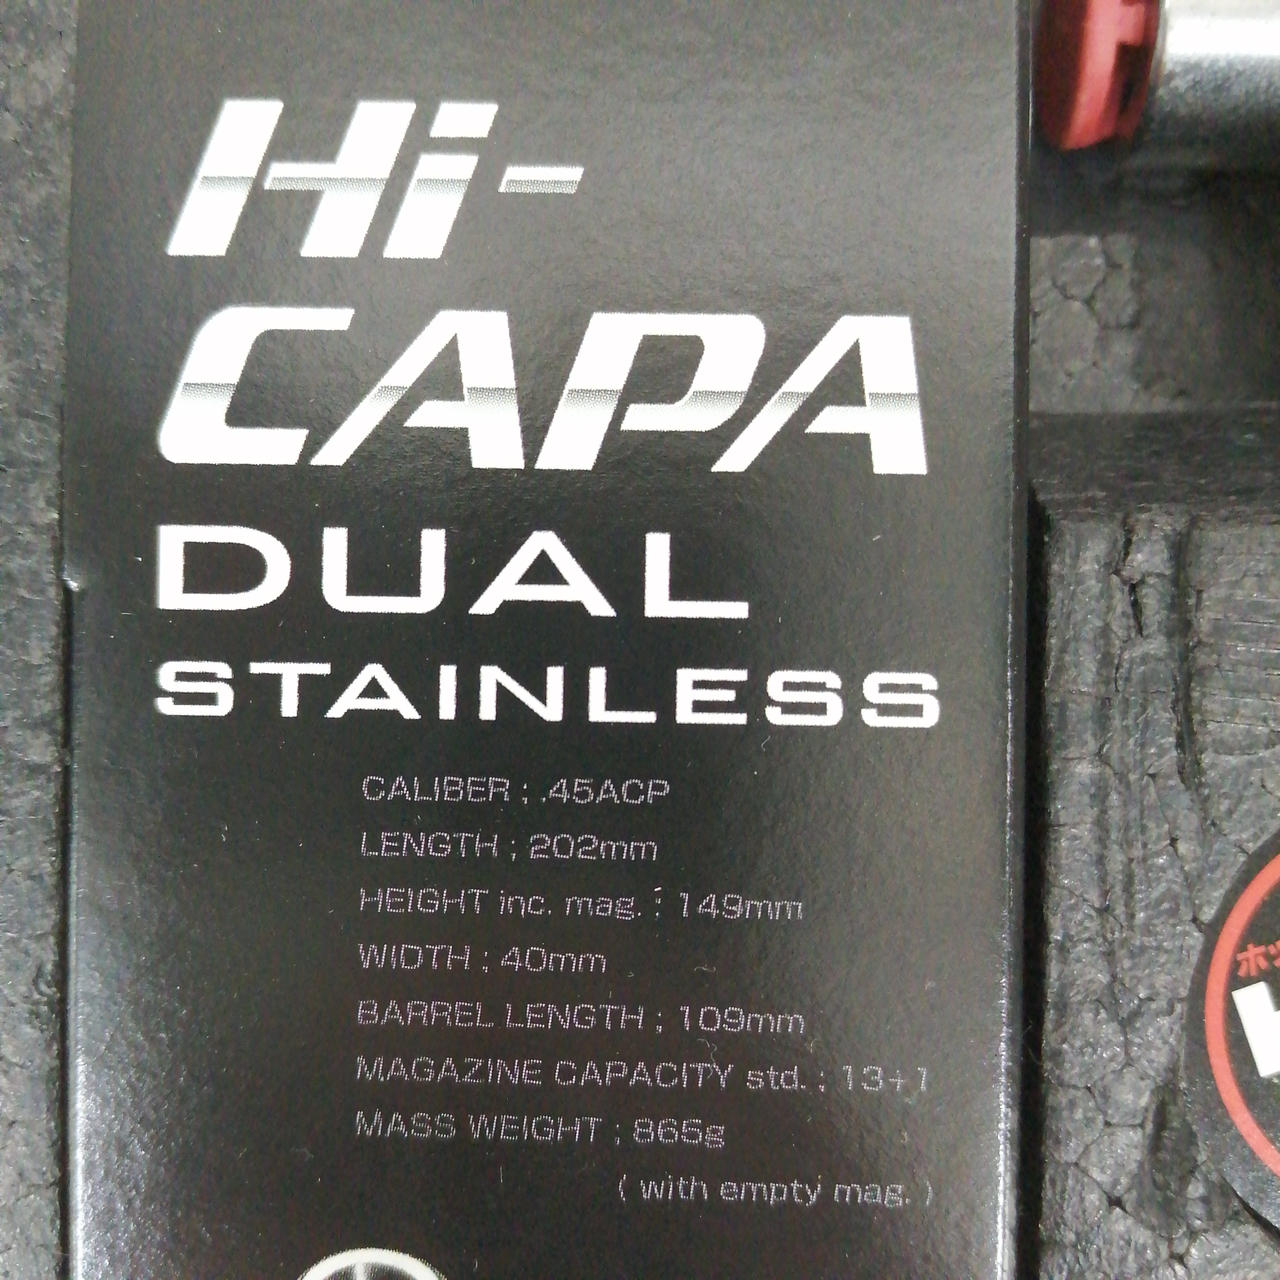 Hi-
CAPA
DUAL
STAINLESS
CALIBER ; .45ACP
LENGTH ; 202mm
HEIGHT inc. mag. ; 149mm
WIDTH ; 40mm
BARREL LENGTH ; 109mm
MAGAZINE CAPACITY std. ; 13+1
MASS WEIGHT ; 865g
( with empty mag. )